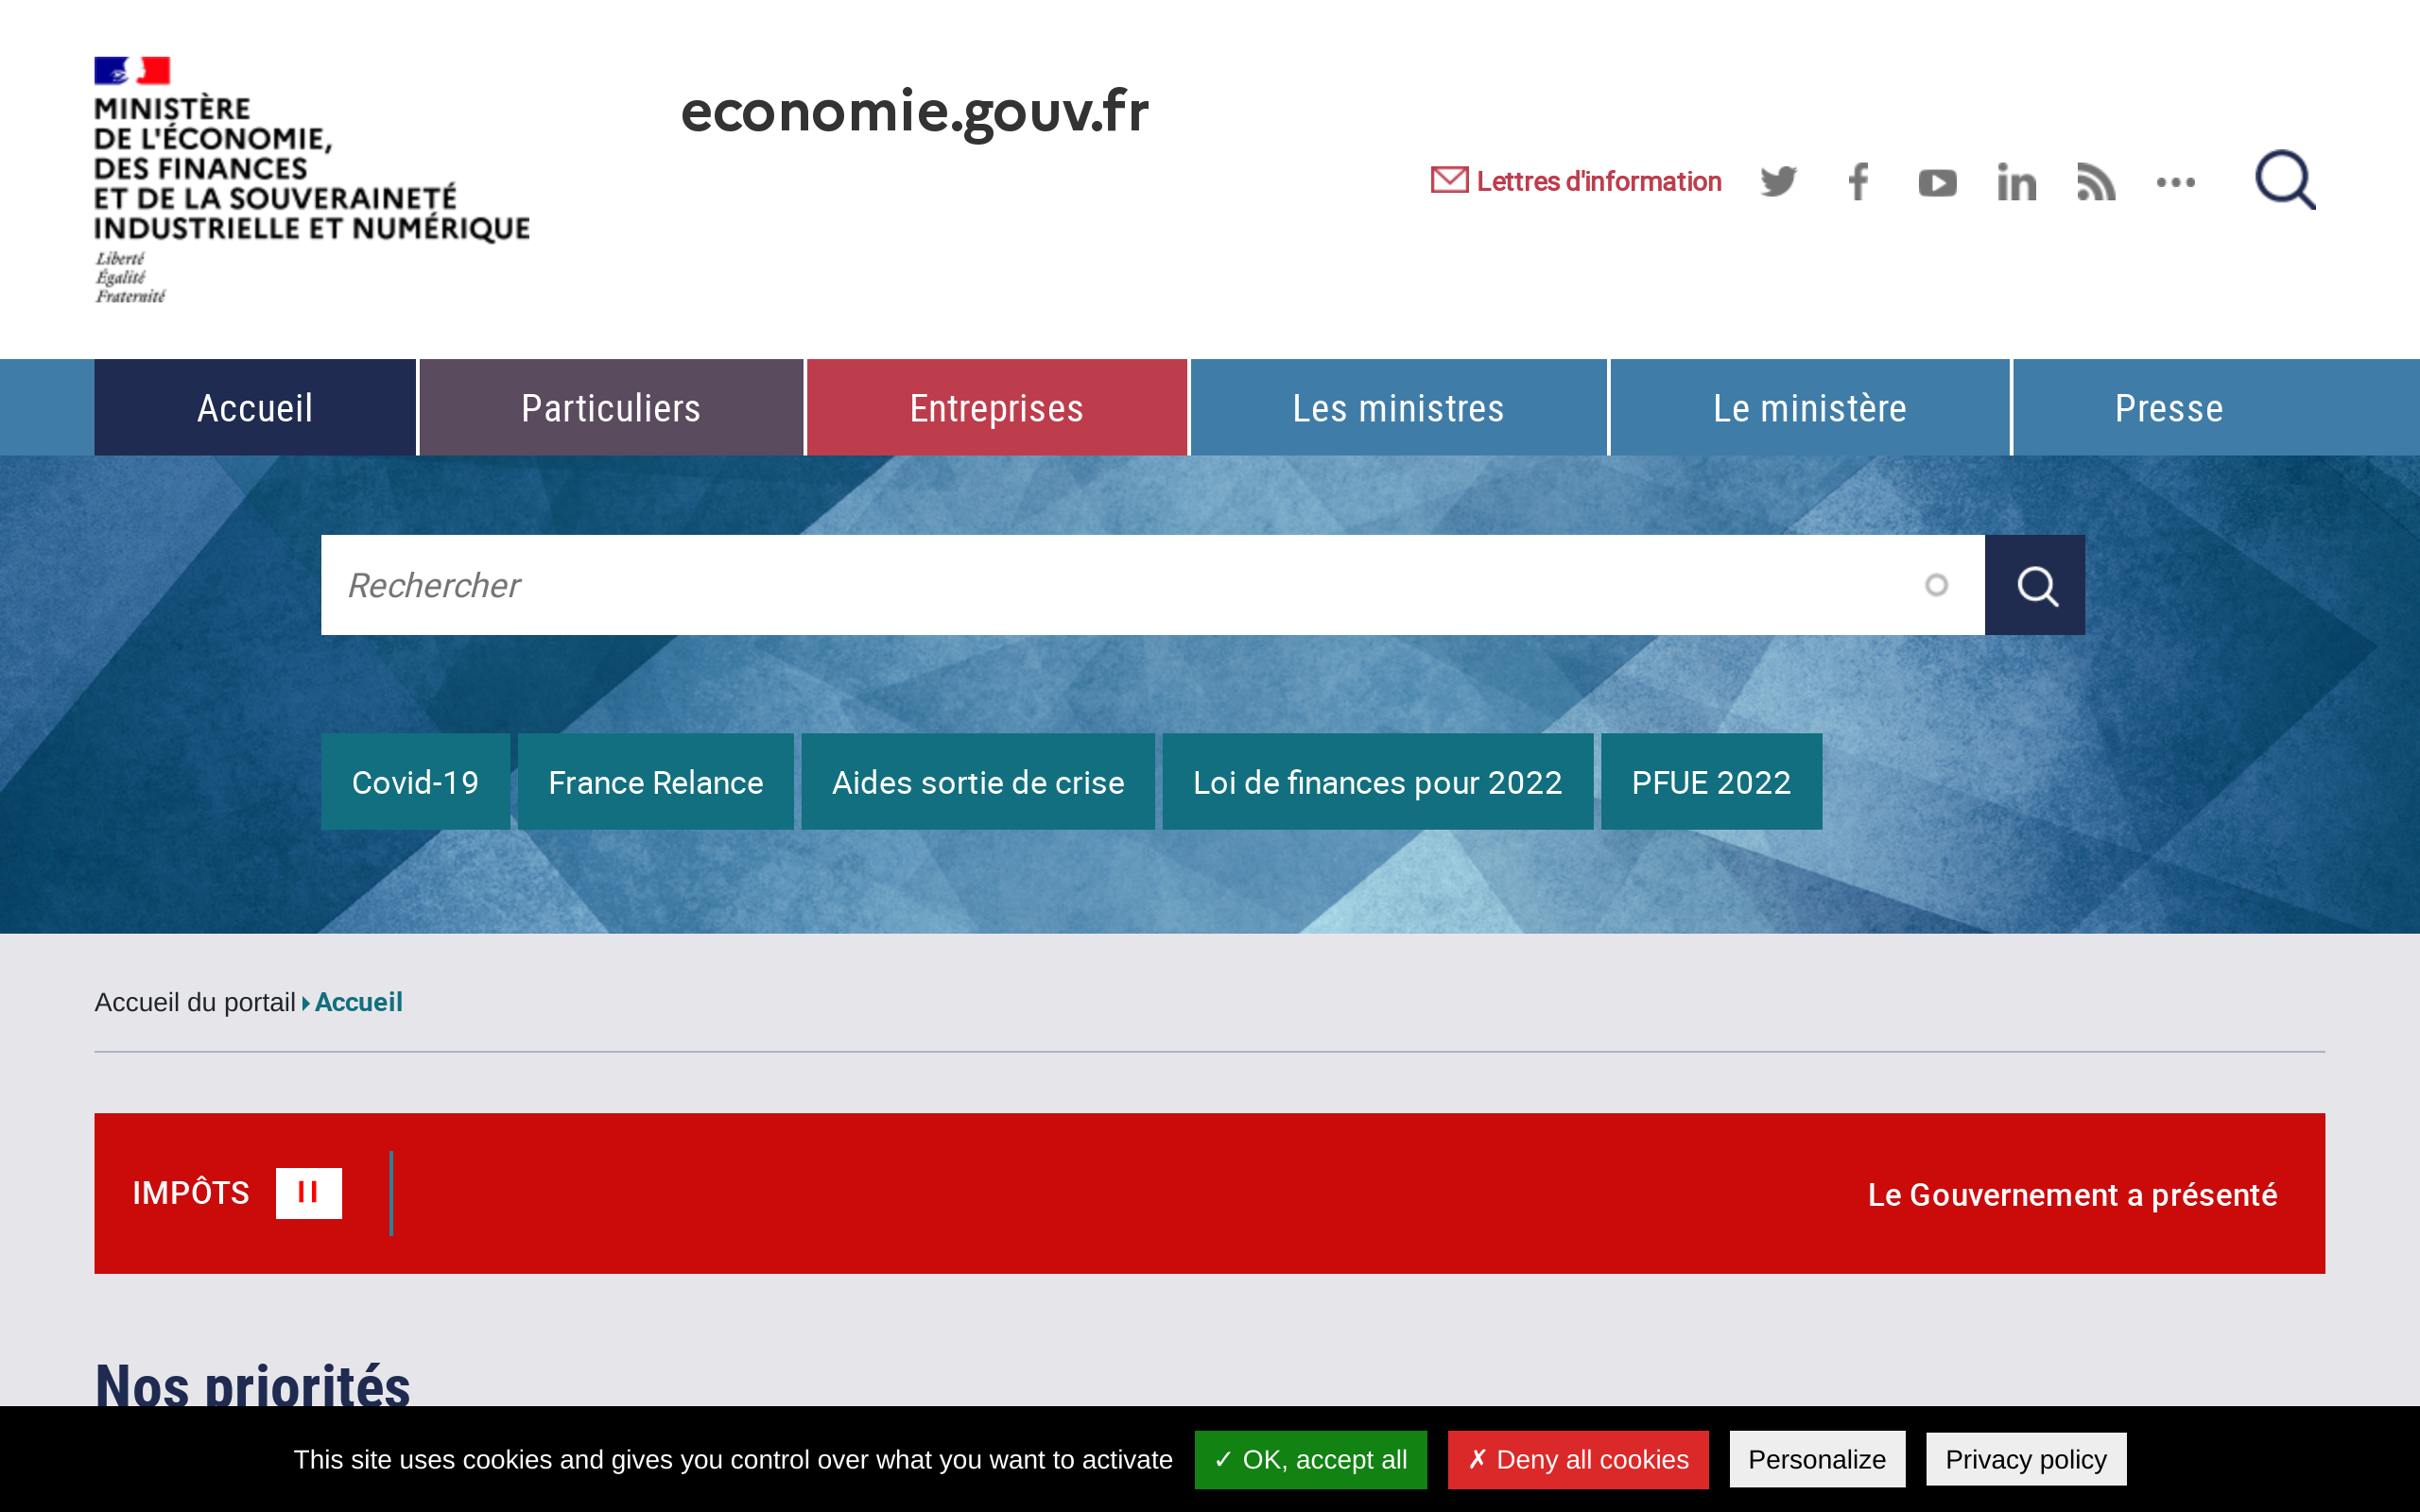 MINISTÈRE
DE L'ÉCONOMIE,
DES FINANCES
ET DE LA SOUVERAINETÉ
INDUSTRIELLE ET NUMÉRIQUE
Liberté
Égalité
Fraternité
economie.gouv.fr
Lettres d'information
Accueil
Particuliers
Entreprises
Les ministres
Le ministère
Presse
Rechercher
Covid-19
France Relance
Aides sortie de crise
Loi de finances pour 2022
PFUE 2022
Accueil du portail Accueil
IMPÔTS
Le Gouvernement a présenté
Nos priorités
This site uses cookies and gives you control over what you want to activate
✓ OK, accept all
✗ Deny all cookies
Personalize
Privacy policy